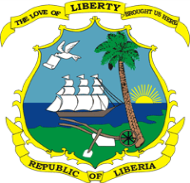 THE LOVE OF LIBERTY BROUGHT US HERE
REPUBLIC OF LIBERIA